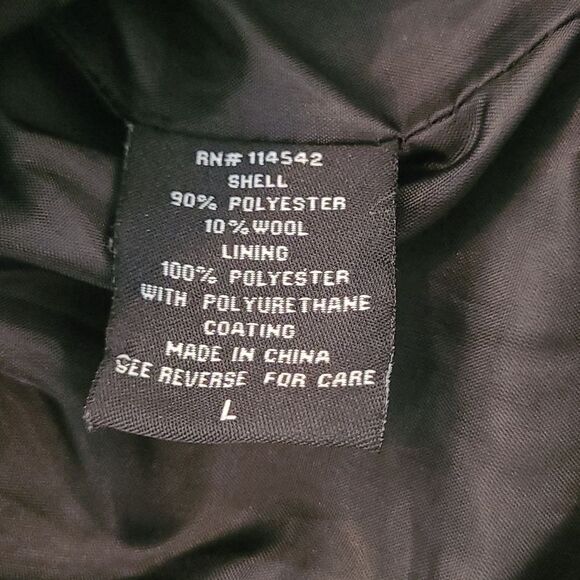 RN# 114542
SHELL
90% POLYESTER
10% WOOL
LINING
100% POLYESTER
WITH POLYURETHANE
COATING
MADE IN CHINA
SEE REVERSE FOR CARE
L